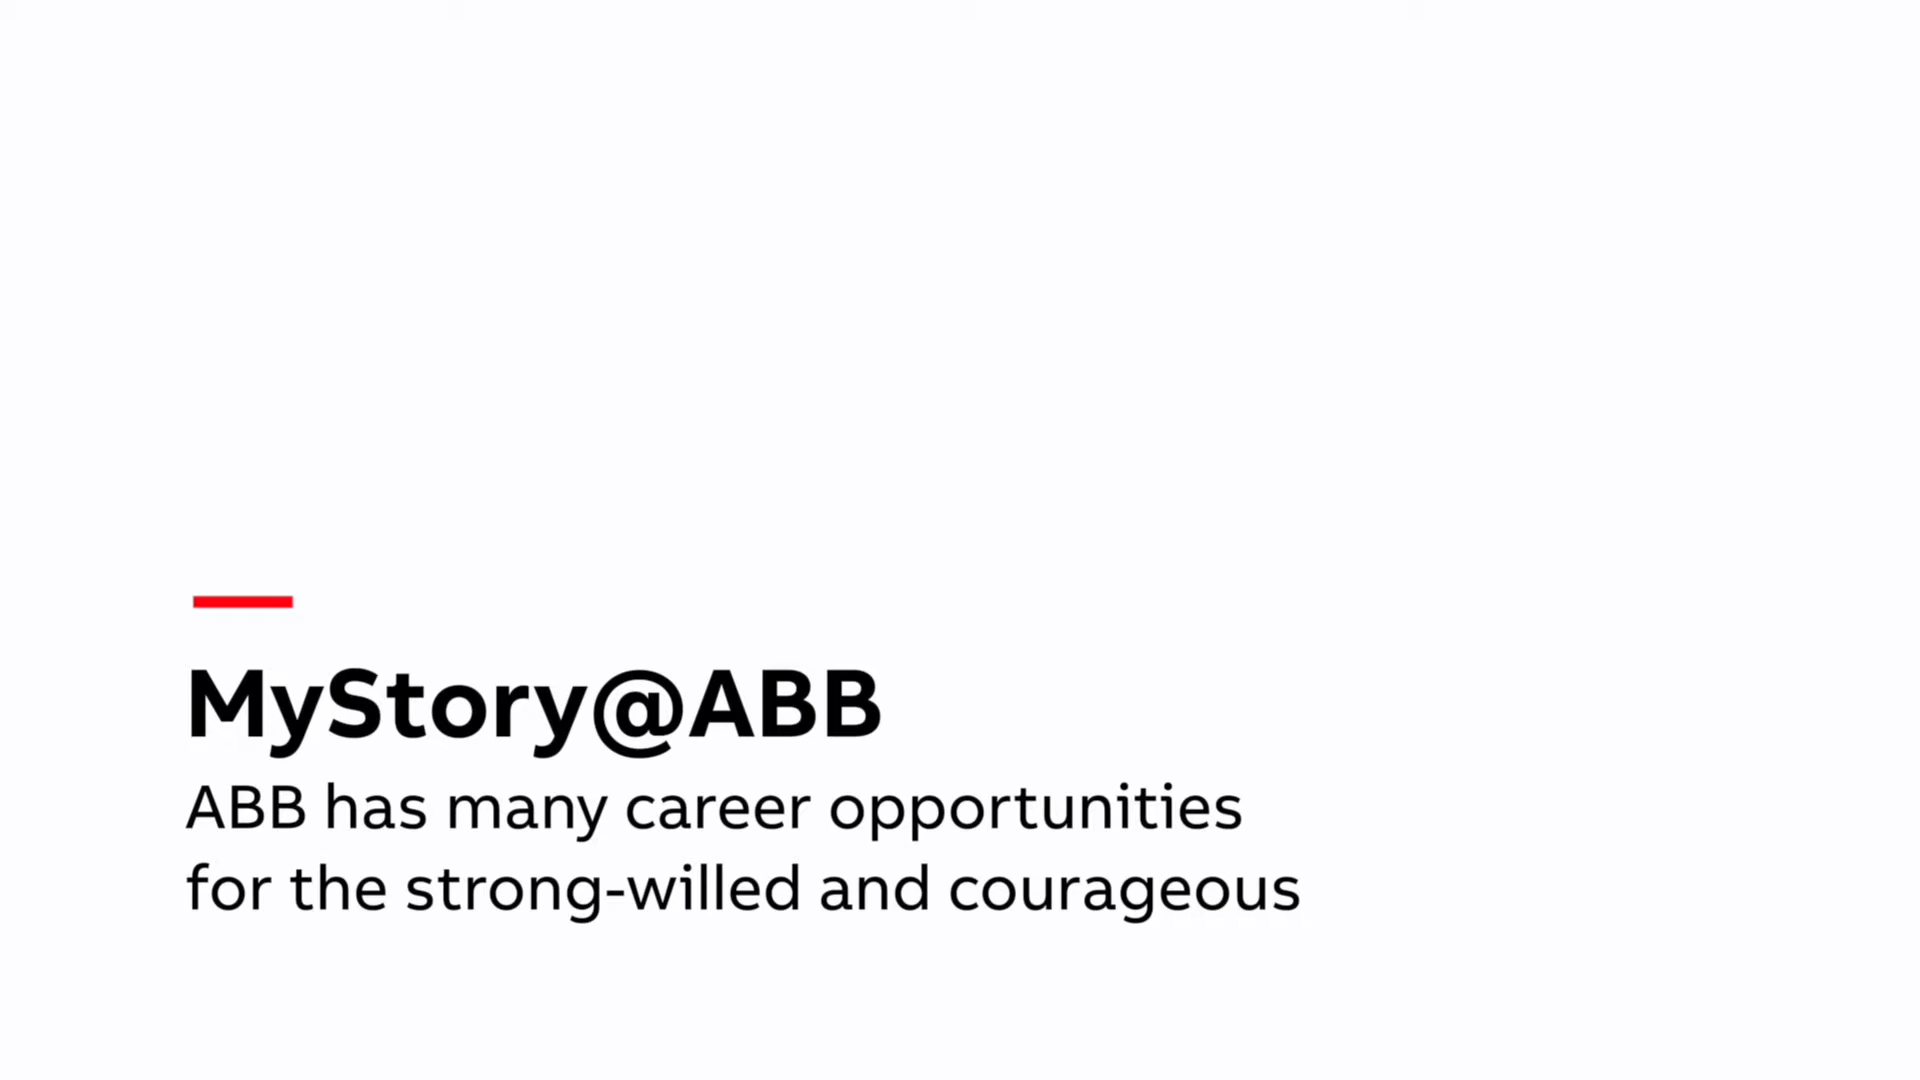 MyStory@ABB
ABB has many career opportunities
for the strong-willed and courageous